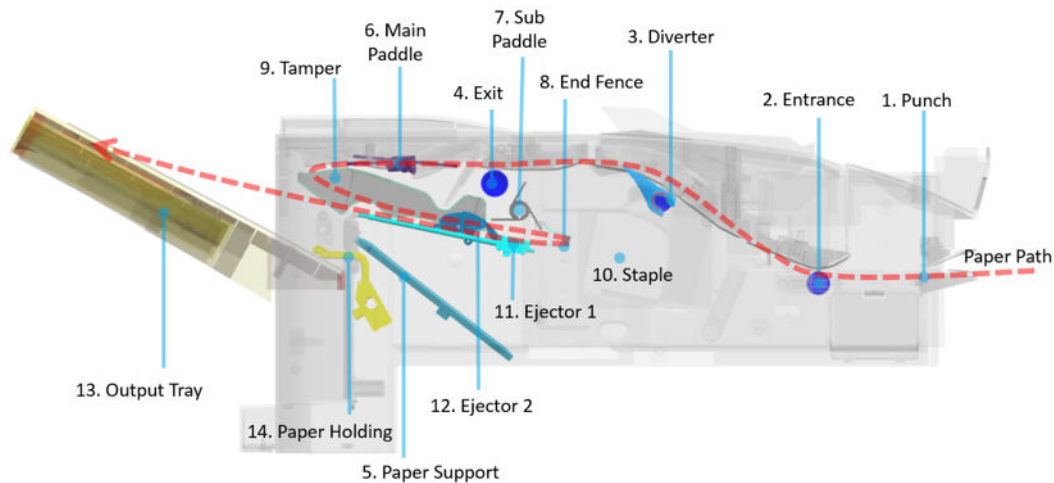 7. Sub
Paddle
6. Main
Paddle
3. Diverter
9. Tamper
8. End Fence
4. Exit
2. Entrance
1. Punch
Paper Path
10. Staple
11. Ejector 1
13. Output Tray
12. Ejector 2
14. Paper Holding
5. Paper Support